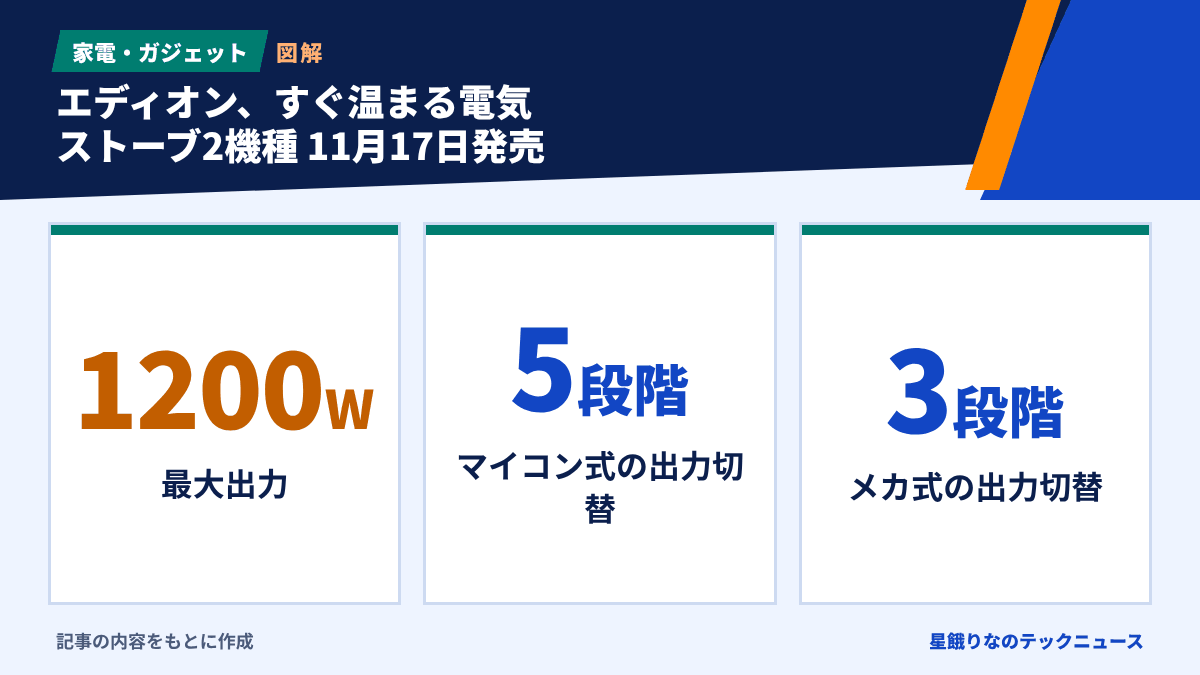 家電・ガジェット 図解
エディオン、すぐ温まる電気
ストーブ2機種 11月17日発売
1200W
最大出力
5段階
マイコン式の出力切
替
3段階
メカ式の出力切替
記事の内容をもとに作成
星餓りなのテックニュース